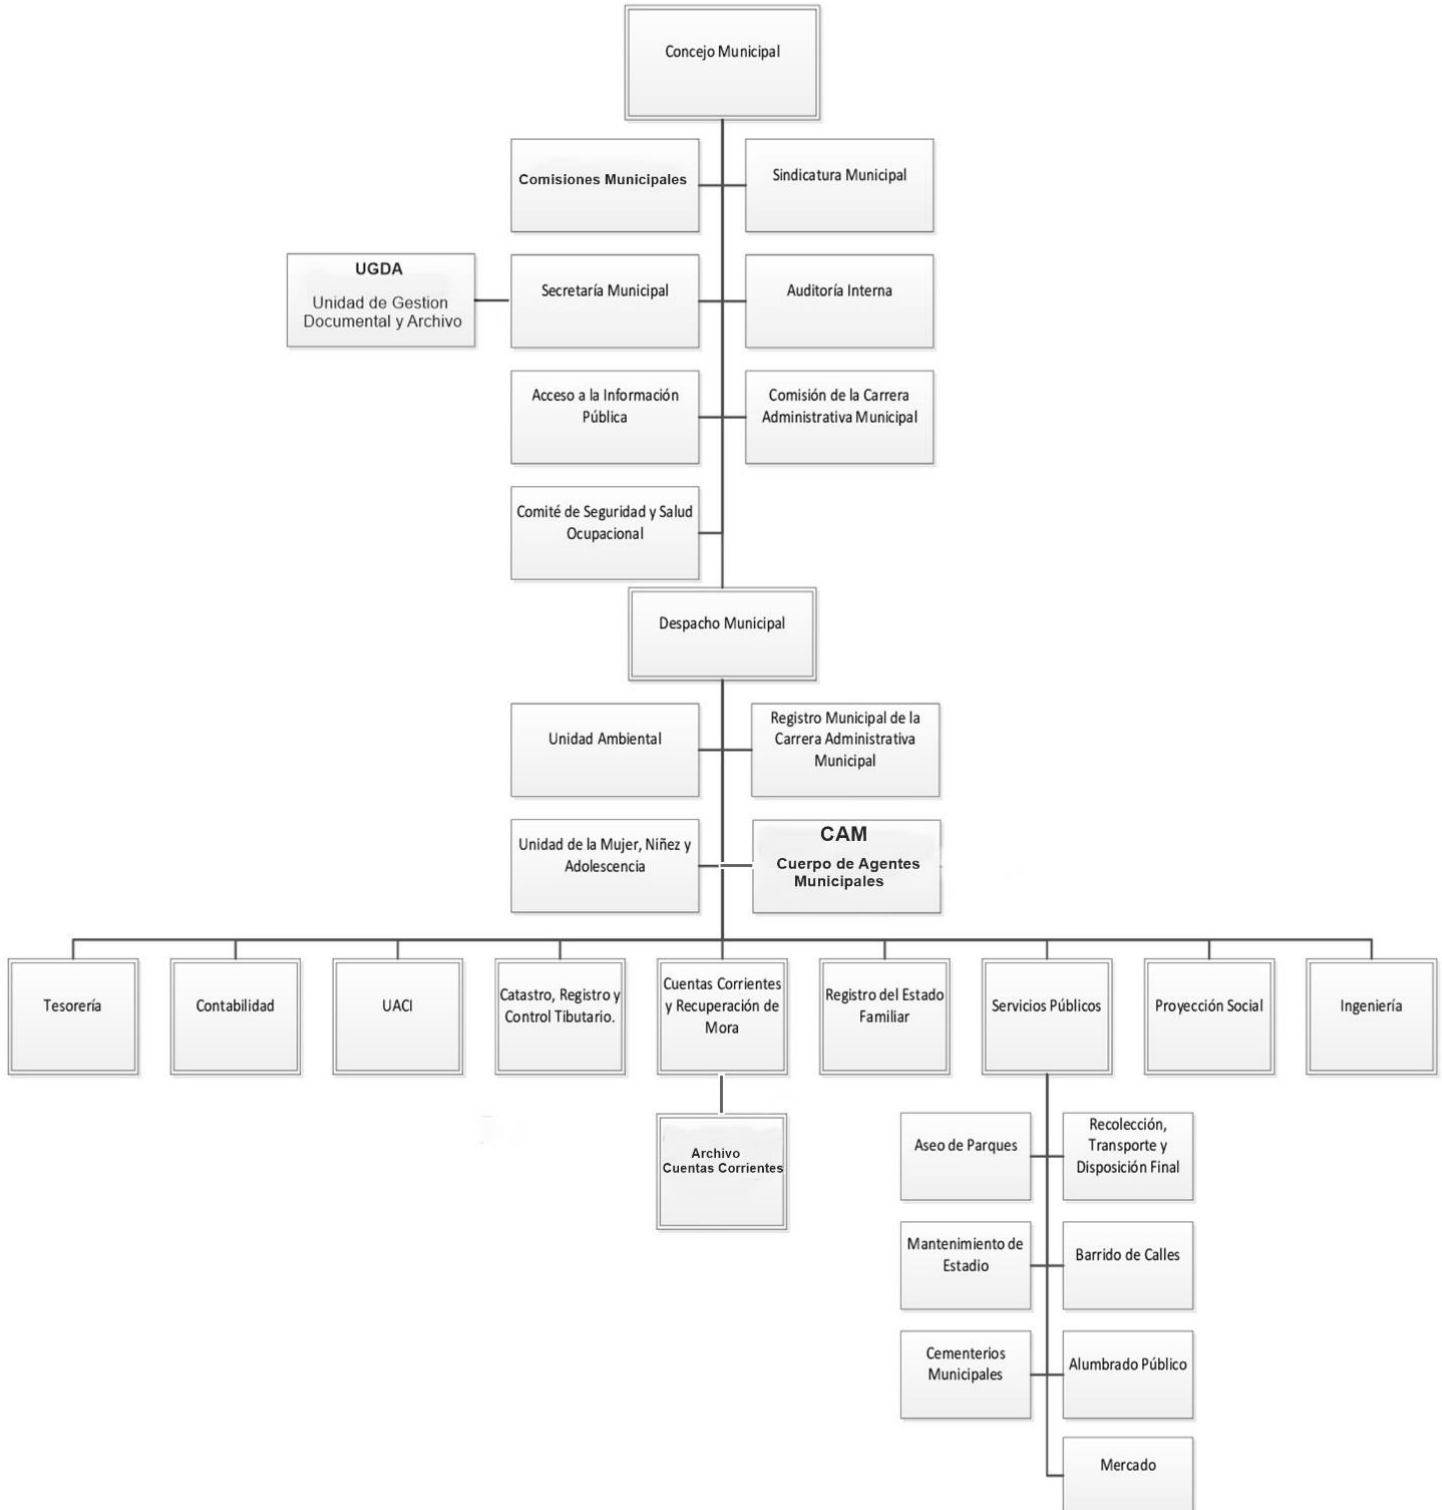 Concejo Municipal
Comisiones Municipales
Sindicatura Municipal
UGDA
Unidad de Gestion
Documental y Archivo
Secretaría Municipal
Auditoría Interna
Acceso a la Información
Pública
Comisión de la Carrera
Administrativa Municipal
Comité de Seguridad y Salud
Ocupacional
Despacho Municipal
Unidad Ambiental
Registro Municipal de la
Carrera Administrativa
Municipal
Unidad de la Mujer, Niñez y
Adolescencia
CAM
Cuerpo de Agentes
Municipales
Tesorería
Contabilidad
UACI
Catastro, Registro y
Control Tibutario.
Cuentas Corrientes
y Recuperación de
Mora
Registro del Estado
Familiar
Servicios Públicos
Proyección Social
Ingeniería
Archivo
Cuentas Corrientes
Aseo de Parques
Recolección,
Transporte y
Disposición Final
Mantenimiento de
Estadio
Barrido de Calles
Cementerios
Municipales
Alumbrado Público
Mercado